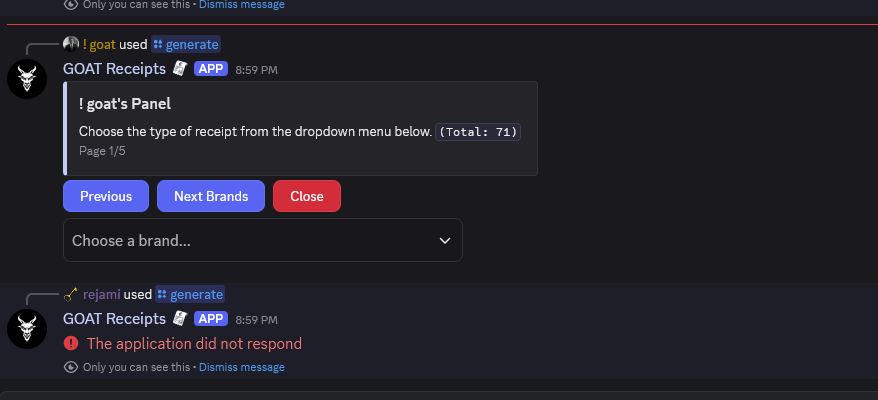 Only you can see this • Dismiss message
! goat used generate
GOAT Receipts APP 8:59 PM
! goat's Panel
Choose the type of receipt from the dropdown menu below. (Total: 71)
Page 1/5
Previous Next Brands Close
Choose a brand...
rejami used generate
GOAT Receipts APP 8:59 PM
The application did not respond
Only you can see this • Dismiss message